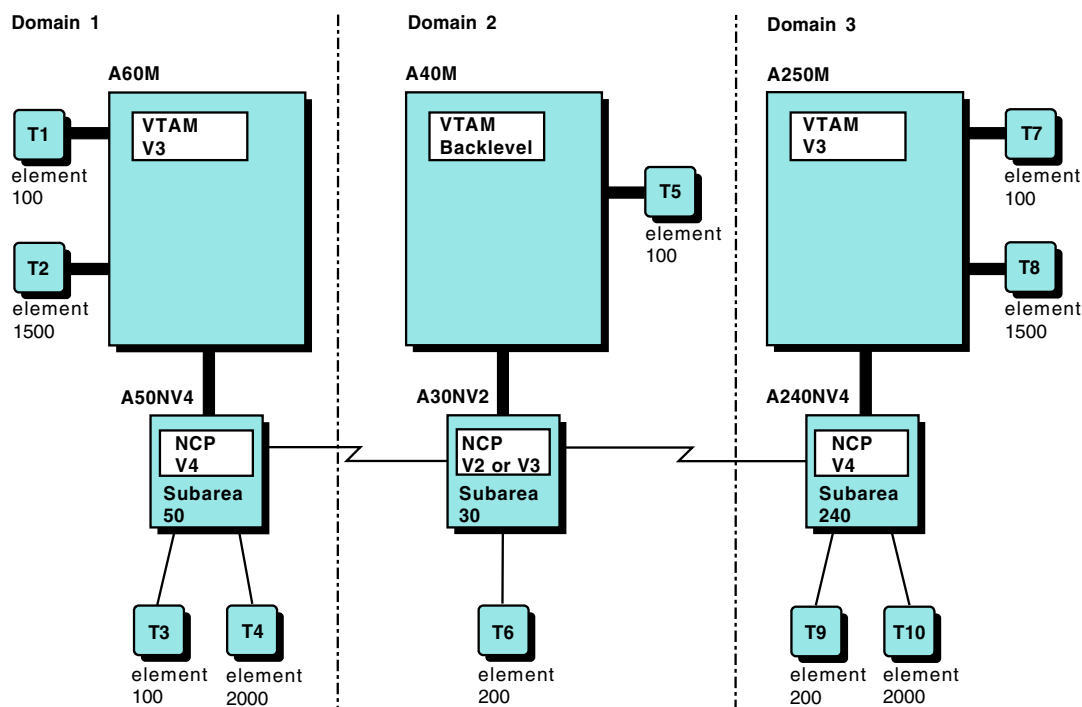 Domain 1
Domain 2
Domain 3
A60M
A40M
A250M
VTAM
V3
VTAM
Backlevel
VTAM
V3
T1
element
100
T2
element
1500
T5
element
100
T7
element
100
T8
element
1500
A50NV4
A30NV2
A240NV4
NCP
V4
Subarea
50
NCP
V2 or V3
Subarea
30
NCP
V4
Subarea
240
T3
element
100
T4
element
2000
T6
element
200
T9
element
200
T10
element
2000